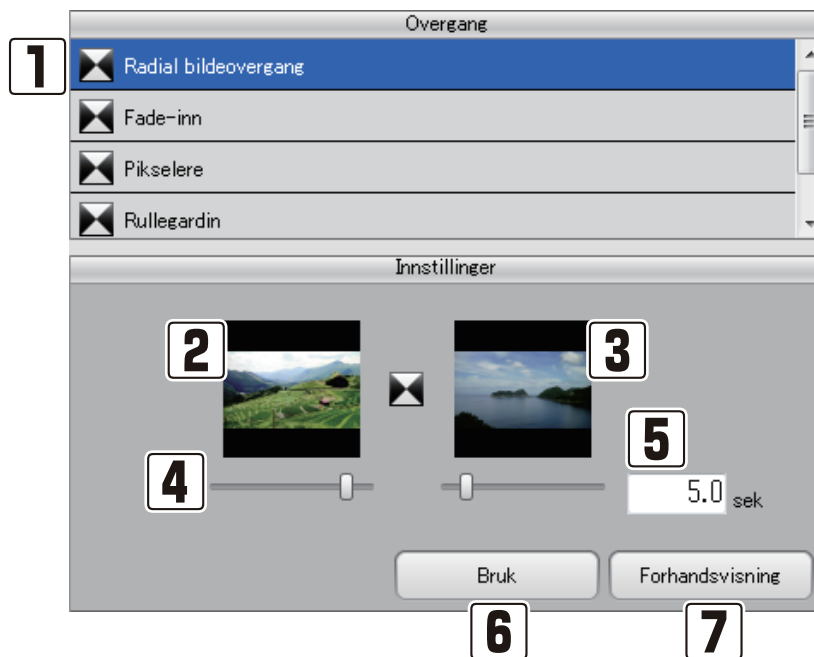 Overgang
1 Radial bildeovergang
Fade-inn
Pikselere
Rullegardin
Innstillinger
2 3
4 5
5.0 sek
Bruk Forhandsvisning
6 7